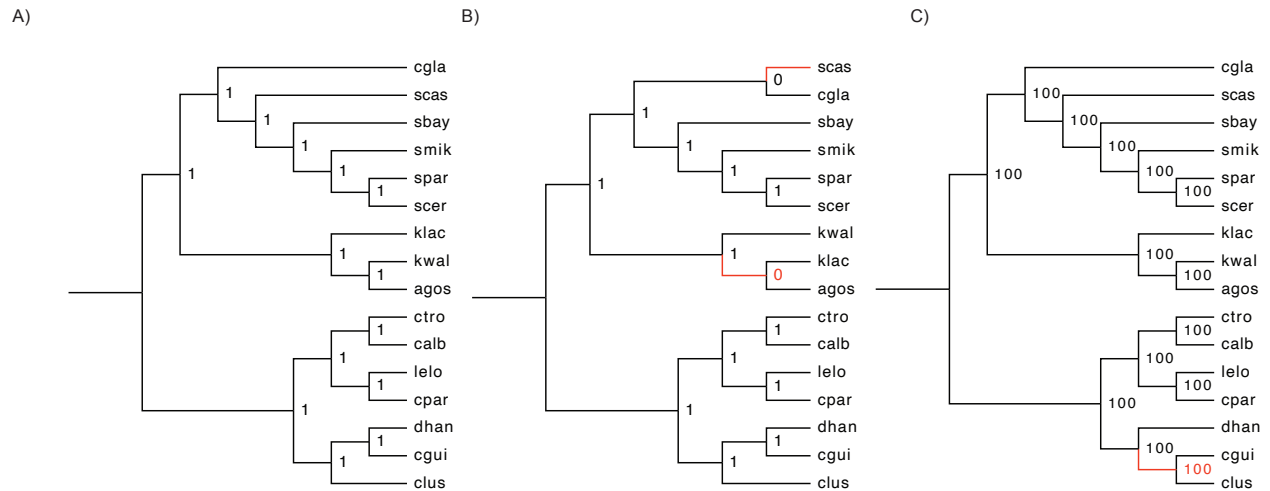 A)
cgla
1
scas
1
sbay
1
smik
1
spar
1
scer
1
klac
1
kwal
1
agos
ctro
1
calb
1
lelo
1
cpar
1
dhan
1
cgui
1
clus
B)
scas
0
cgla
1
sbay
1
smik
1
spar
1
scer
1
kwal
1
klac
0
agos
ctro
1
calb
1
lelo
1
cpar
1
dhan
1
cgui
1
clus
C)
cgla
100
scas
100
sbay
100
smik
100
spar
100
100
scer
klac
100
kwal
100
agos
ctro
100
calb
100
lelo
100
cpar
100
dhan
100
cgui
100
clus